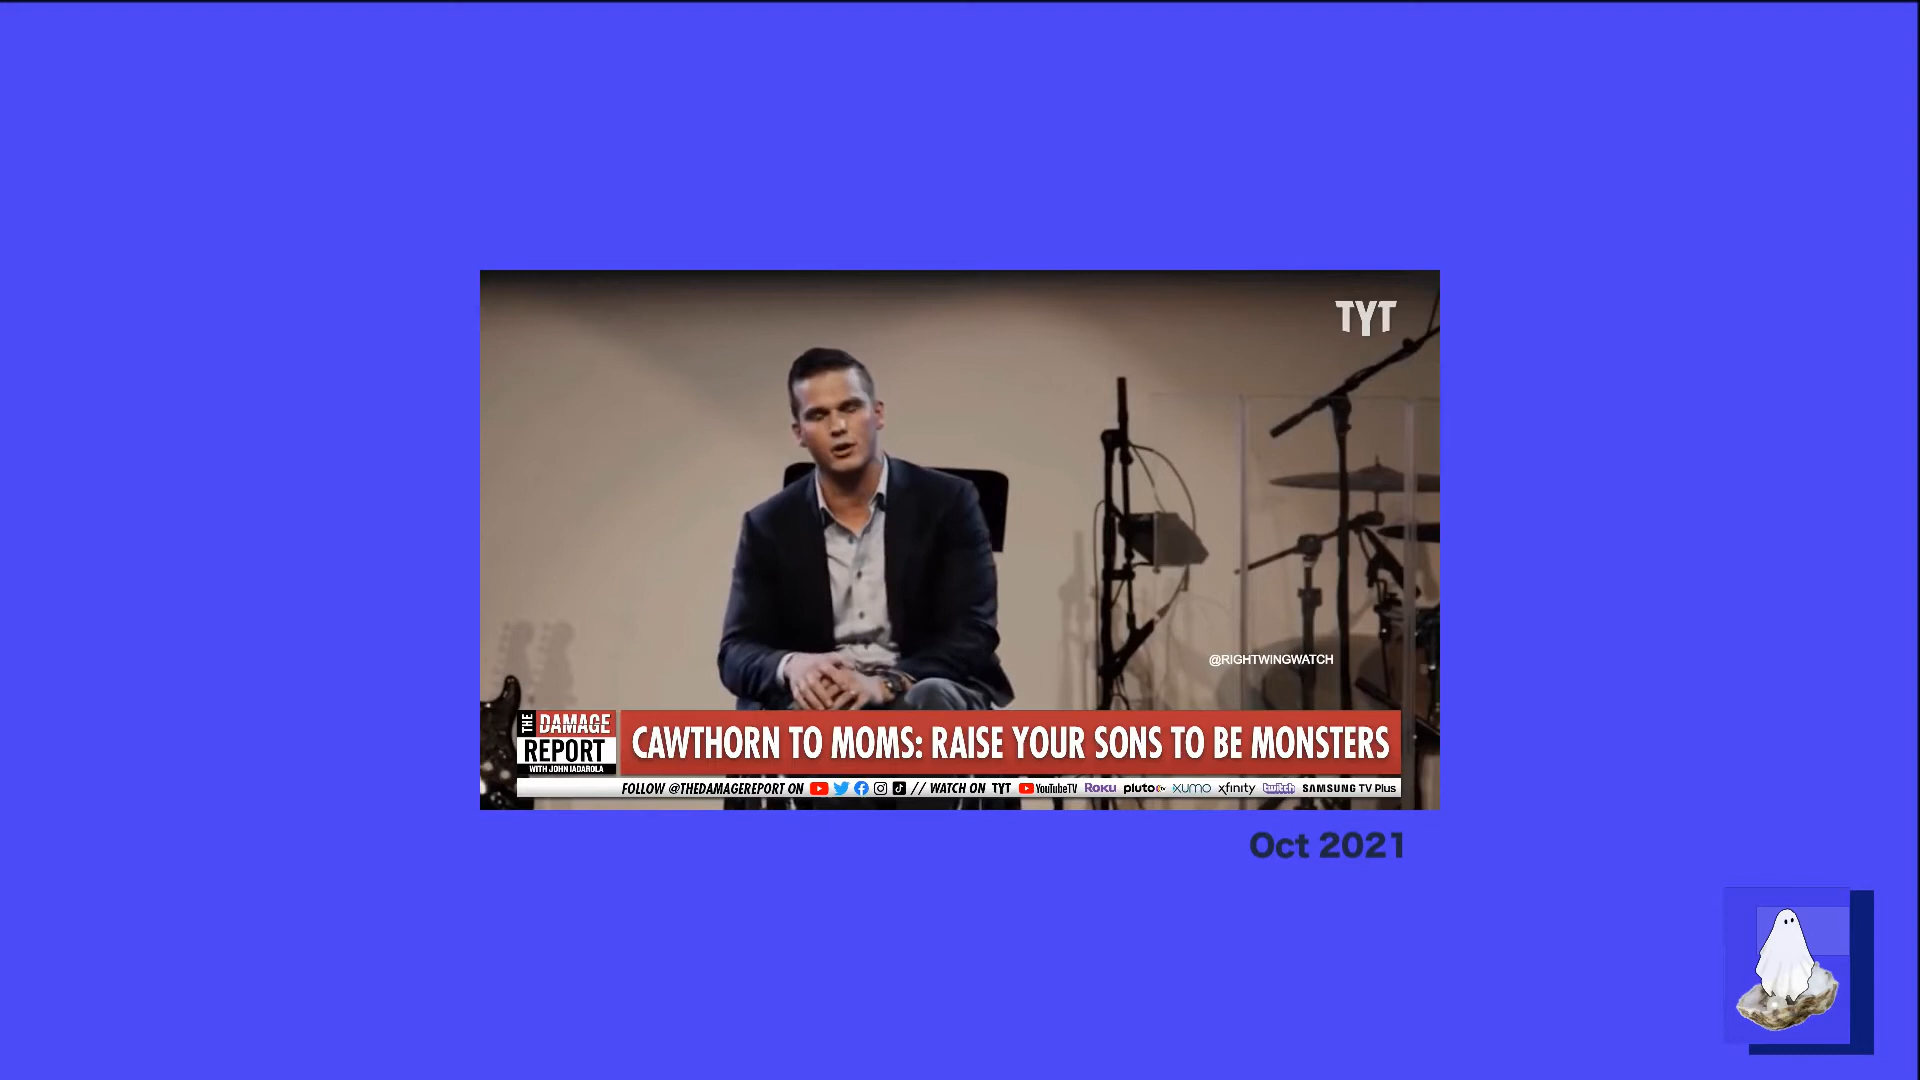 TYT
@RIGHTWINGWATCH
THE DAMAGE REPORT
WITH JOHN IADAROLA
CAWTHORN TO MOMS: RAISE YOUR SONS TO BE MONSTERS
FOLLOW @THEDAMAGEREPORT ON // WATCH ON TYT YouTubeTV ROKU pluto tv XUMO xfinity twitch SAMSUNG TV Plus
Oct 2021